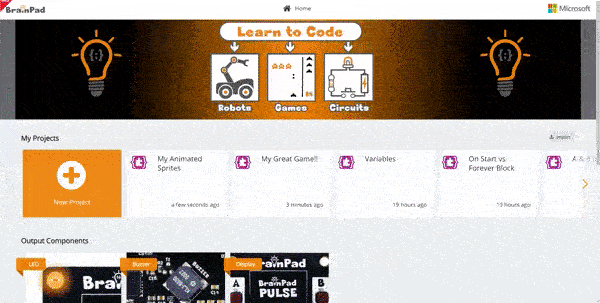 BrainPad
Home
Microsoft
Learn to Code
Robots
Games
Circuits
My Projects
Import
New Project
My Animated
Sprites
a few seconds ago
My Great Game!!
3 minutes ago
Variables
19 hours ago
On Start vs
Forever Block
19 hours ago
Output Components
Buzzer
BUZZER
Display
BrainPad
BrainPad
PULSE
A
B